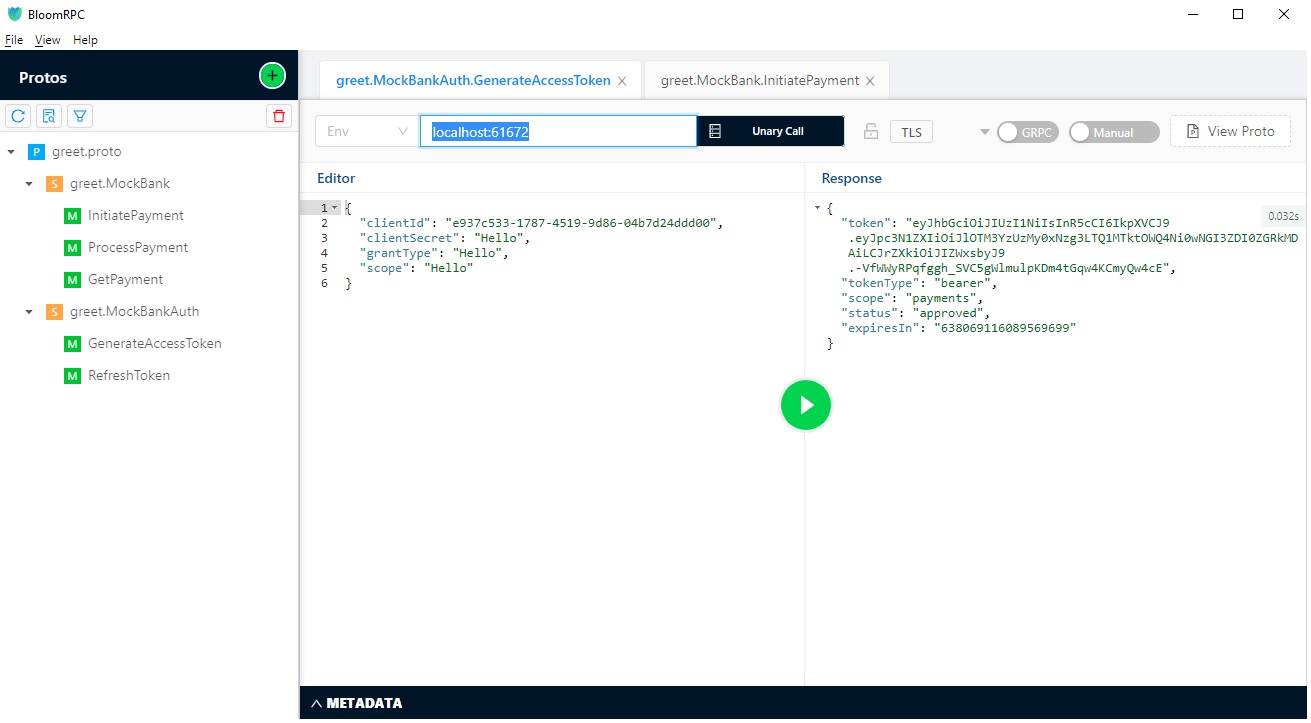 BloomRPC
File View Help
Protos
greet.proto
greet.MockBank
InitiatePayment
ProcessPayment
GetPayment
greet.MockBankAuth
GenerateAccessToken
RefreshToken
greet.MockBankAuth.GenerateAccessToken
greet.MockBank.InitiatePayment
Env
localhost:61672
Unary Call
TLS
GRPC
Manual
View Proto
Editor
1 {
2 "clientId": "e937c533-1787-4519-9d86-04b7d24ddd00",
3 "clientSecret": "Hello",
4 "grantType": "Hello",
5 "scope": "Hello"
6 }
Response
0.032s
{
"token": "eyJhbGciOiJIUzI1NiIsInR5cCI6IkpXVCJ9
.eyJpc3N1ZXIiOiJlOTM3YzUzMy0xNzg3LTQ1MTktOWQ4Ni0wNGI3ZDI0ZGRkMD
AiLCJrZXkiOiJIZWxsbyJ9
.-VfWWyRPqfggh_SVC5gWlmulpKDm4tGqw4KCmyQw4cE",
"tokenType": "bearer",
"scope": "payments",
"status": "approved",
"expiresIn": "638069116089569699"
}
METADATA